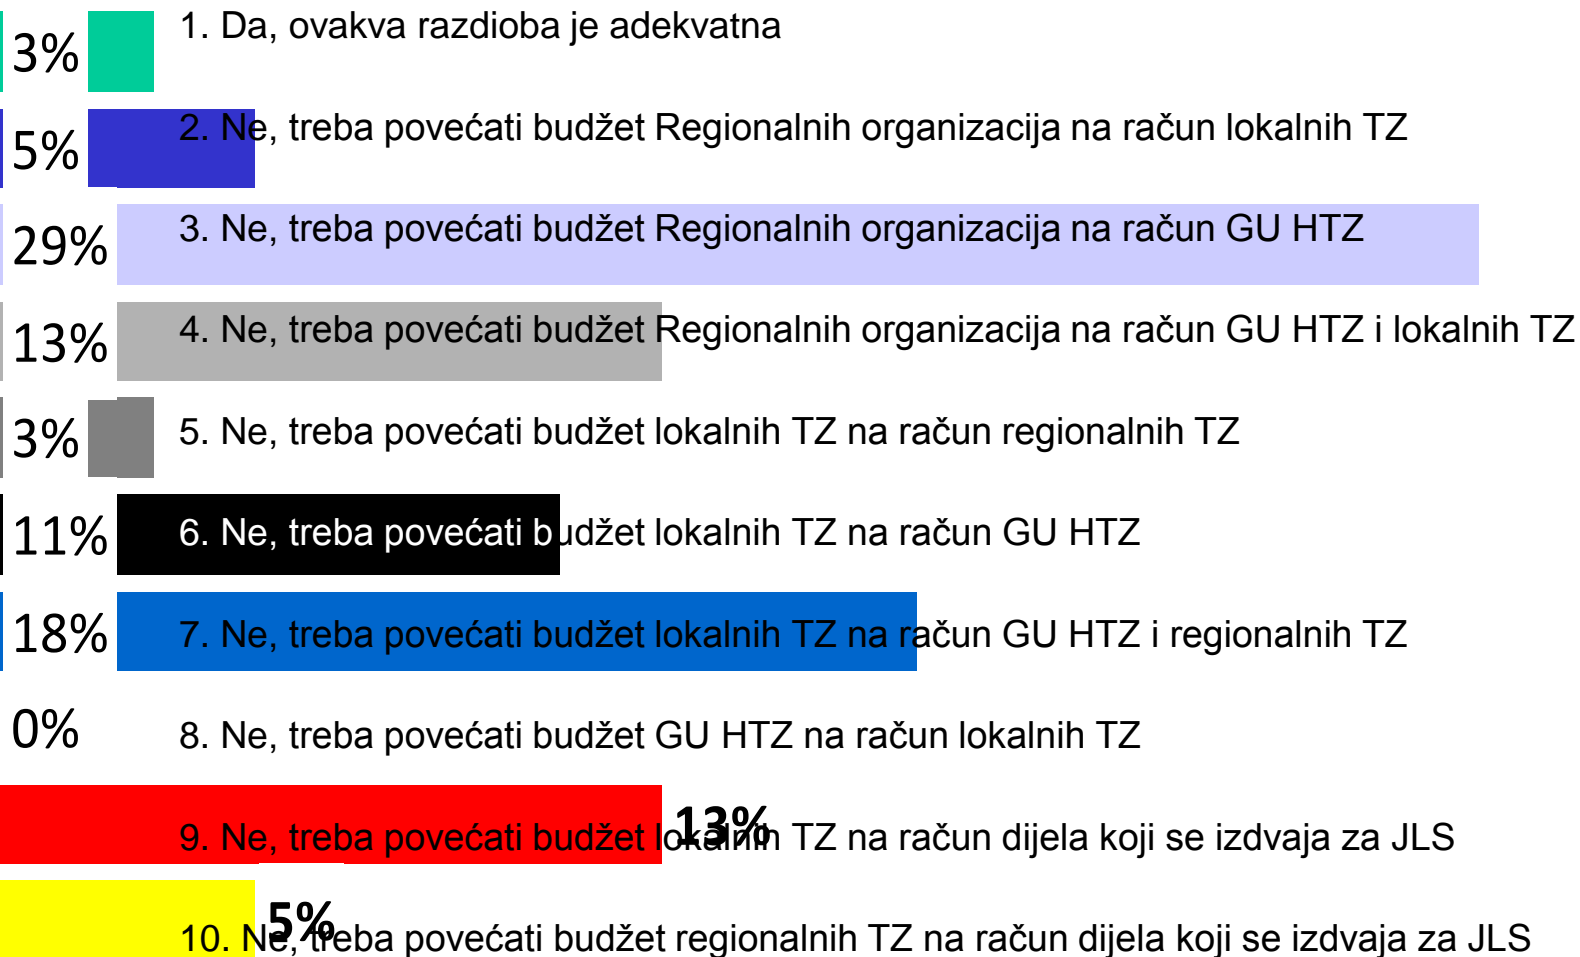 3% 1. Da, ovakva razdioba je adekvatna
5% 2. Ne, treba povećati budžet Regionalnih organizacija na račun lokalnih TZ
29% 3. Ne, treba povećati budžet Regionalnih organizacija na račun GU HTZ
13% 4. Ne, treba povećati budžet Regionalnih organizacija na račun GU HTZ i lokalnih TZ
3% 5. Ne, treba povećati budžet lokalnih TZ na račun regionalnih TZ
11% 6. Ne, treba povećati budžet lokalnih TZ na račun GU HTZ
18% 7. Ne, treba povećati budžet lokalnih TZ na račun GU HTZ i regionalnih TZ
0% 8. Ne, treba povećati budžet GU HTZ na račun lokalnih TZ
13%
9. Ne, treba povećati budžet lokalnih TZ na račun dijela koji se izdvaja za JLS
5%
10. Ne, treba povećati budžet regionalnih TZ na račun dijela koji se izdvaja za JLS